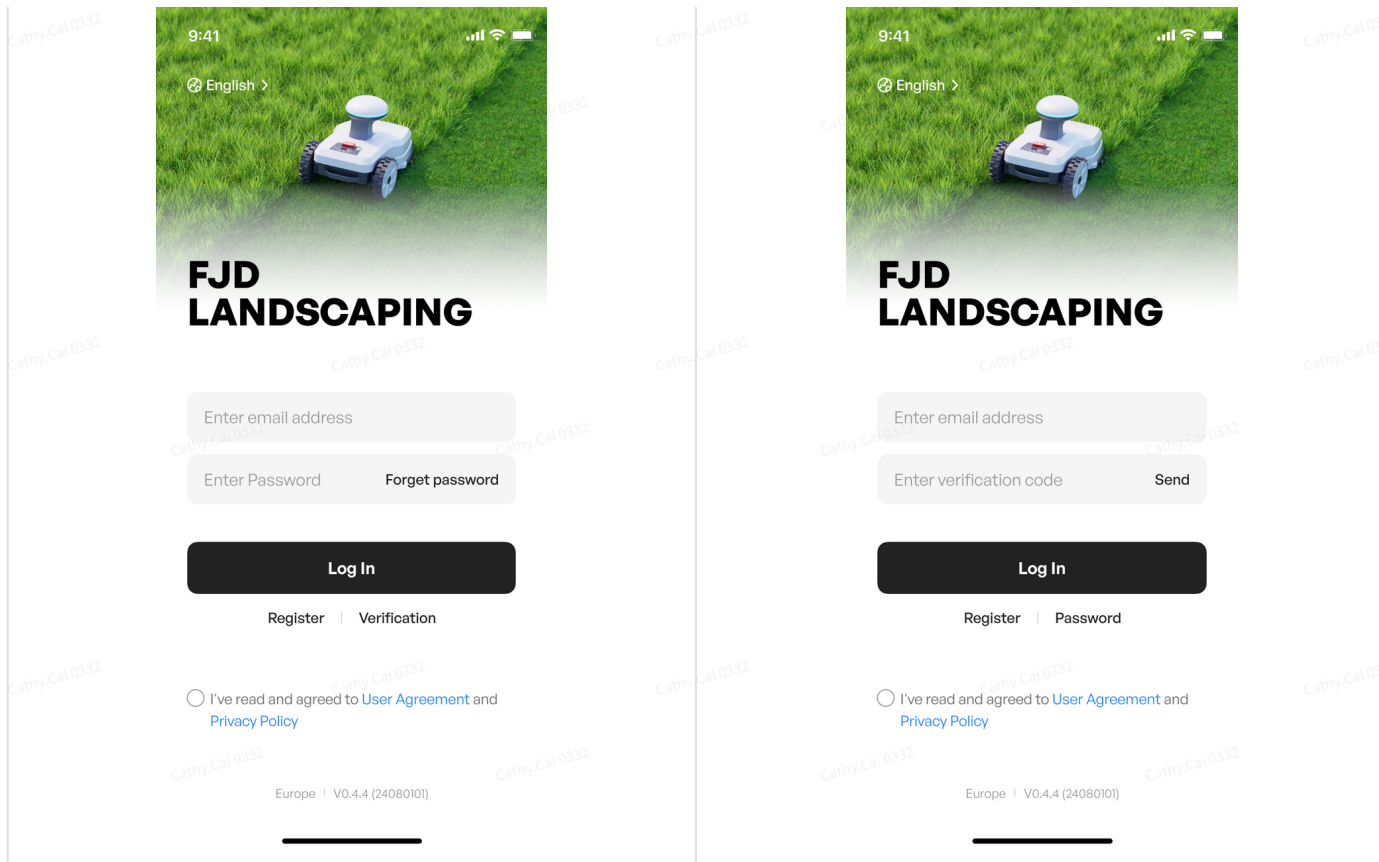 9:41
English
FJD
LANDSCAPING
Enter email address
Enter Password
Forget password
Log In
Register | Verification
I've read and agreed to User Agreement and
Privacy Policy
Europe | V0.4.4 (24080101)
9:41
English
FJD
LANDSCAPING
Enter email address
Enter verification code
Send
Log In
Register | Password
I've read and agreed to User Agreement and
Privacy Policy
Europe | V0.4.4 (24080101)
Cathy.Cai 0332